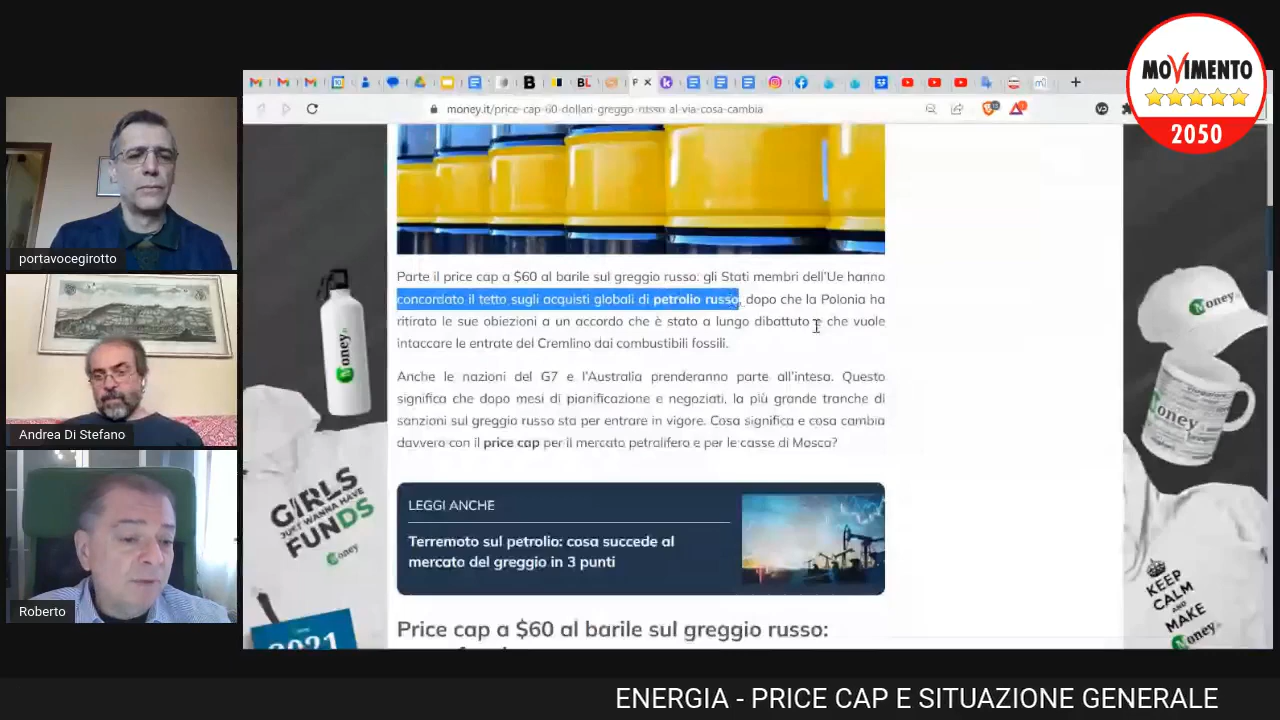 MOVIMENTO
2050
money.it/price-cap-60-dollari-greggio-russo-al-via-cosa-cambia
portavocegirotto
Andrea Di Stefano
Roberto
Parte il price cap a $60 al barile sul greggio russo: gli Stati membri dell'Ue hanno
concordato il tetto sugli acquisti globali di petrolio russo, dopo che la Polonia ha
ritirato le sue obiezioni a un accordo che è stato a lungo dibattuto e che vuole
intaccare le entrate del Cremlino dai combustibili fossili.
Anche le nazioni del G7 e l'Australia prenderanno parte all'intesa. Questo
significa che dopo mesi di pianificazione e negoziati, la più grande tranche di
sanzioni sul greggio russo sta per entrare in vigore. Cosa significa e cosa cambia
davvero con il price cap per il mercato petrolifero e per le casse di Mosca?
LEGGI ANCHE
Terremoto sul petrolio: cosa succede al
mercato del greggio in 3 punti
Price cap a $60 al barile sul greggio russo:
money
GIRLS
JUST WANNA HAVE
FUNDS
money
2021
money
oney
KEEP
CALM
AND
MAKE
money
ENERGIA - PRICE CAP E SITUAZIONE GENERALE